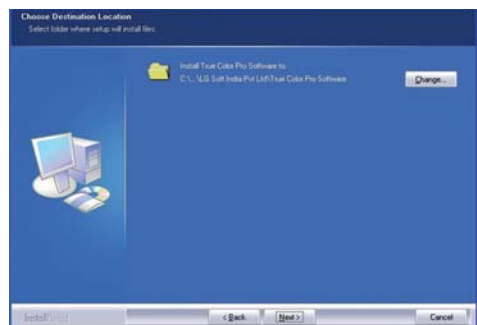 Choose Destination Location
Select folder where setup will install files.
Install True Color Pro Software to:
C:\...\LG Soft India Pvt Ltd\True Color Pro Software
Change...
InstallShield
< Back
Next >
Cancel